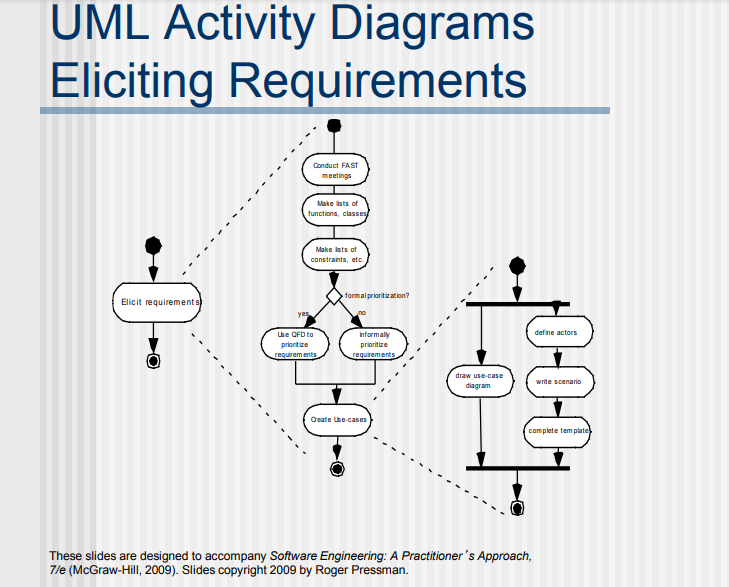 UML Activity Diagrams
Eliciting Requirements
Conduct FAST
meetings
Make lists of
functions, classes
Make lists of
constraints, etc.
formal prioritization?
yes
no
Use QFD to
prioritize
requirements
informally
prioritize
requirements
Create Use-cases
Elicit requirements
define actors
draw use-case
diagram
write scenario
complete template
These slides are designed to accompany Software Engineering: A Practitioner’s Approach,
7/e (McGraw-Hill, 2009). Slides copyright 2009 by Roger Pressman.